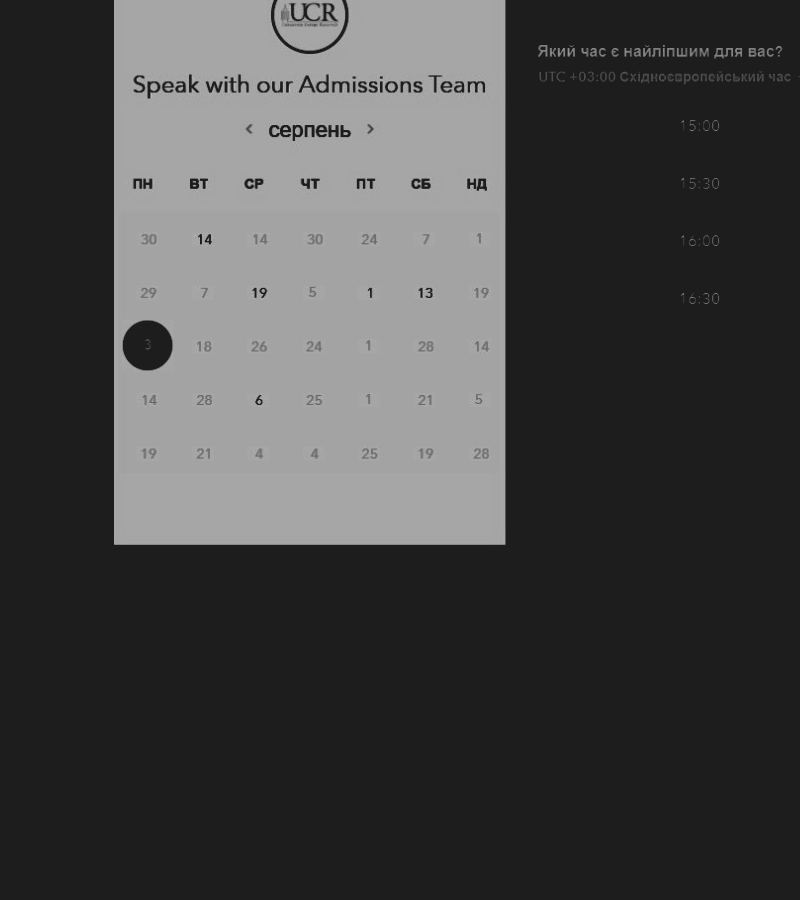 UCR
Speak with our Admissions Team
< серпень >
ПН ВТ СР ЧТ ПТ СБ НД
30 14 14 30 24 7 1
29 7 19 5 1 13 19
3 18 26 24 1 28 14
14 28 6 25 1 21 5
19 21 4 4 25 19 28
Який час є найліпшим для вас?
UTC +03:00 Східноєвропейський час
15:00
15:30
16:00
16:30